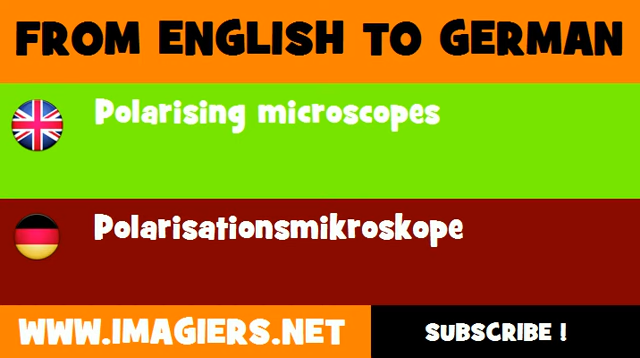 FROM ENGLISH TO GERMAN
Polarising microscopes
Polarisationsmikroskope
WWW.IMAGIERS.NET
SUBSCRIBE !